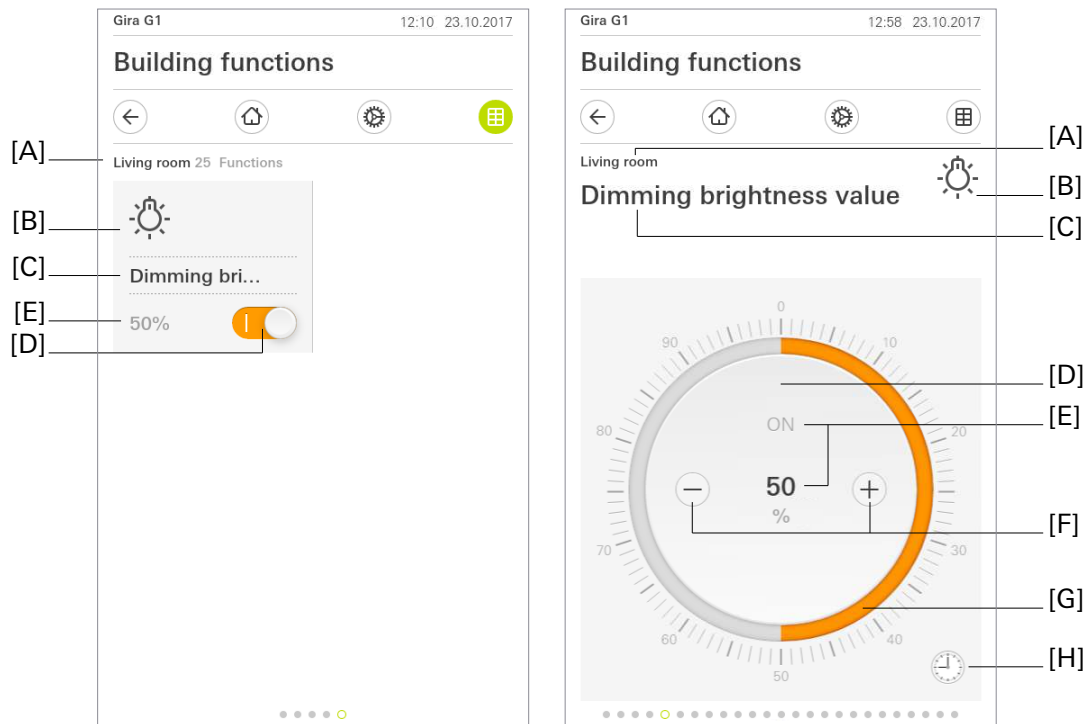 Gira G1 12:10 23.10.2017
Building functions
[A] Living room 25 Functions
[B]
[C] Dimming bri...
[E] 50%
[D]
Gira G1 12:58 23.10.2017
Building functions
[A]
Living room
[B]
Dimming brightness value
[C]
0
90 10
[D]
ON [E]
80 20
50
%
[F]
70 30
[G]
60 40
50
[H]